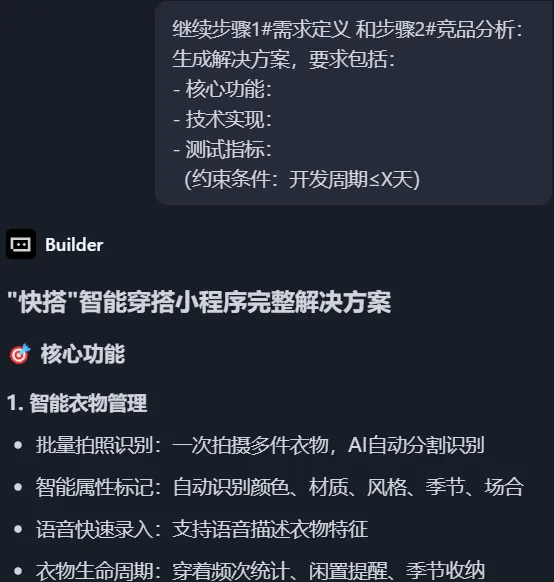 继续步骤1#需求定义 和步骤2#竞品分析：
生成解决方案，要求包括：
- 核心功能：
- 技术实现：
- 测试指标：
（约束条件：开发周期≤X天）
Builder
"快搭"智能穿搭小程序完整解决方案
🎯 核心功能
1. 智能衣物管理
• 批量拍照识别：一次拍摄多件衣物，AI自动分割识别
• 智能属性标记：自动识别颜色、材质、风格、季节、场合
• 语音快速录入：支持语音描述衣物特征
• 衣物生命周期：穿着频次统计、闲置提醒、季节收纳